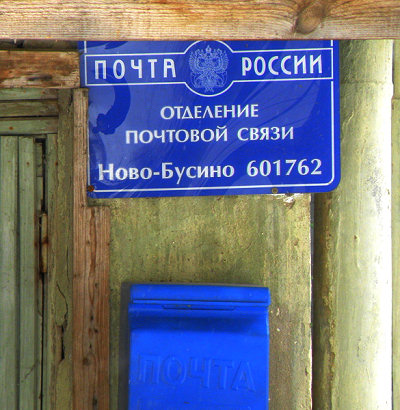 ПОЧТА РОССИИ
ОТДЕЛЕНИЕ
ПОЧТОВОЙ СВЯЗИ
Ново-Бусино 601762
ПОЧТА